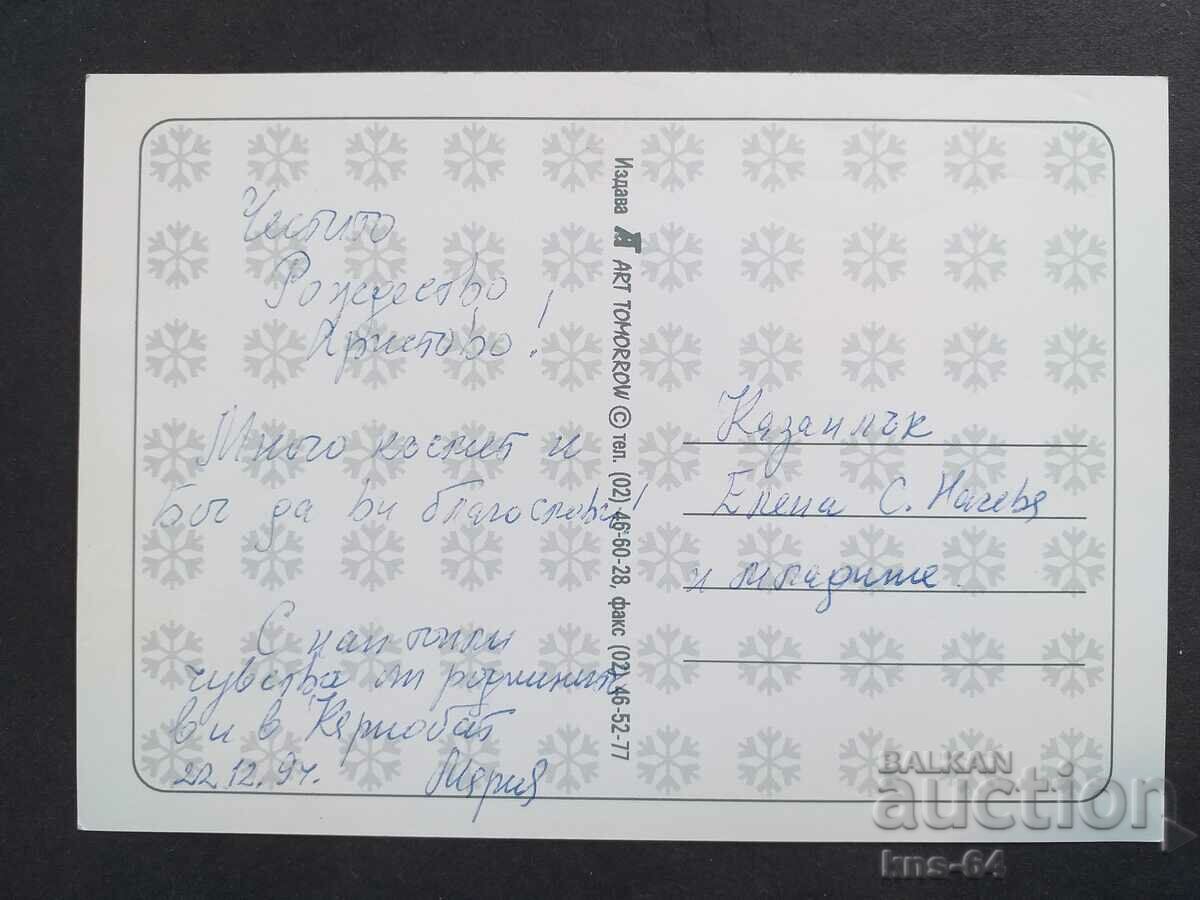 Честито
Рождество
Христово!
Много късмет и
Бог да ви благослови!
С най топли
чувства от роднините
ви в Карнобат
22.12.94. Мария
Издава ART TOMORROW © тел. (02) 46-60-28, факс (02) 46-52-77
Казанлък
Елена С. Начева
и младите
BALKAN
auction
kns-64